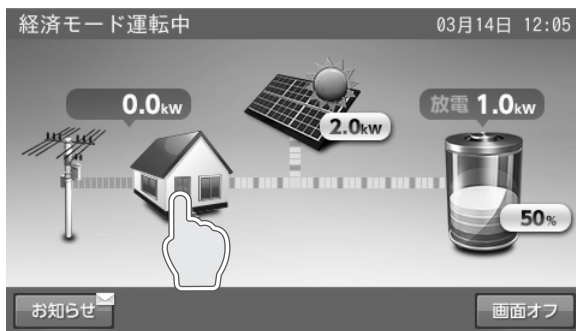 経済モード運転中
03月14日 12:05
0.0kw
2.0kw
放電 1.0kw
50%
お知らせ
画面オフ